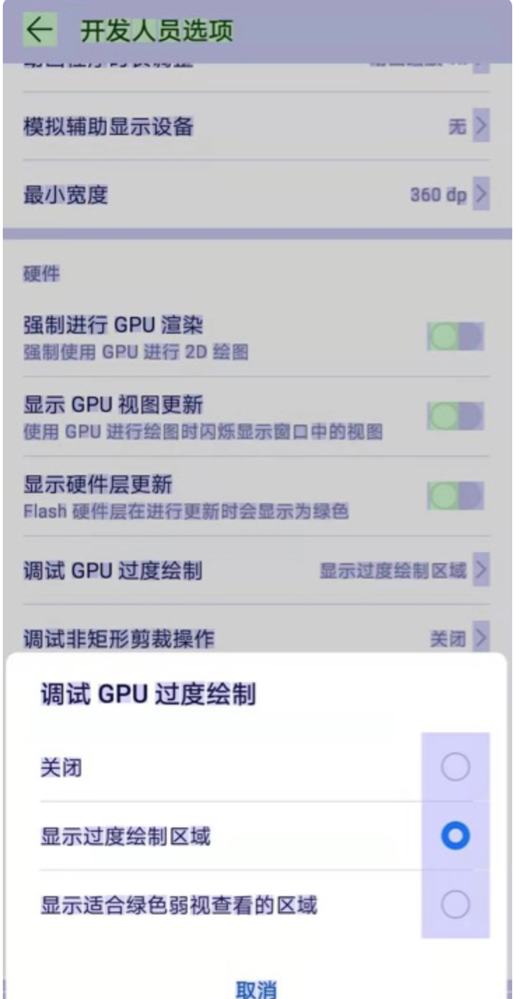 开发人员选项
模拟辅助显示设备 无
最小宽度 360 dp
硬件
强制进行 GPU 渲染
强制使用 GPU 进行 2D 绘图
显示 GPU 视图更新
使用 GPU 进行绘图时闪烁显示窗口中的视图
显示硬件层更新
Flash 硬件层在进行更新时会显示为绿色
调试 GPU 过度绘制 显示过度绘制区域
调试非矩形剪裁操作 关闭
调试 GPU 过度绘制
关闭
显示过度绘制区域
显示适合绿色弱视查看的区域
取消